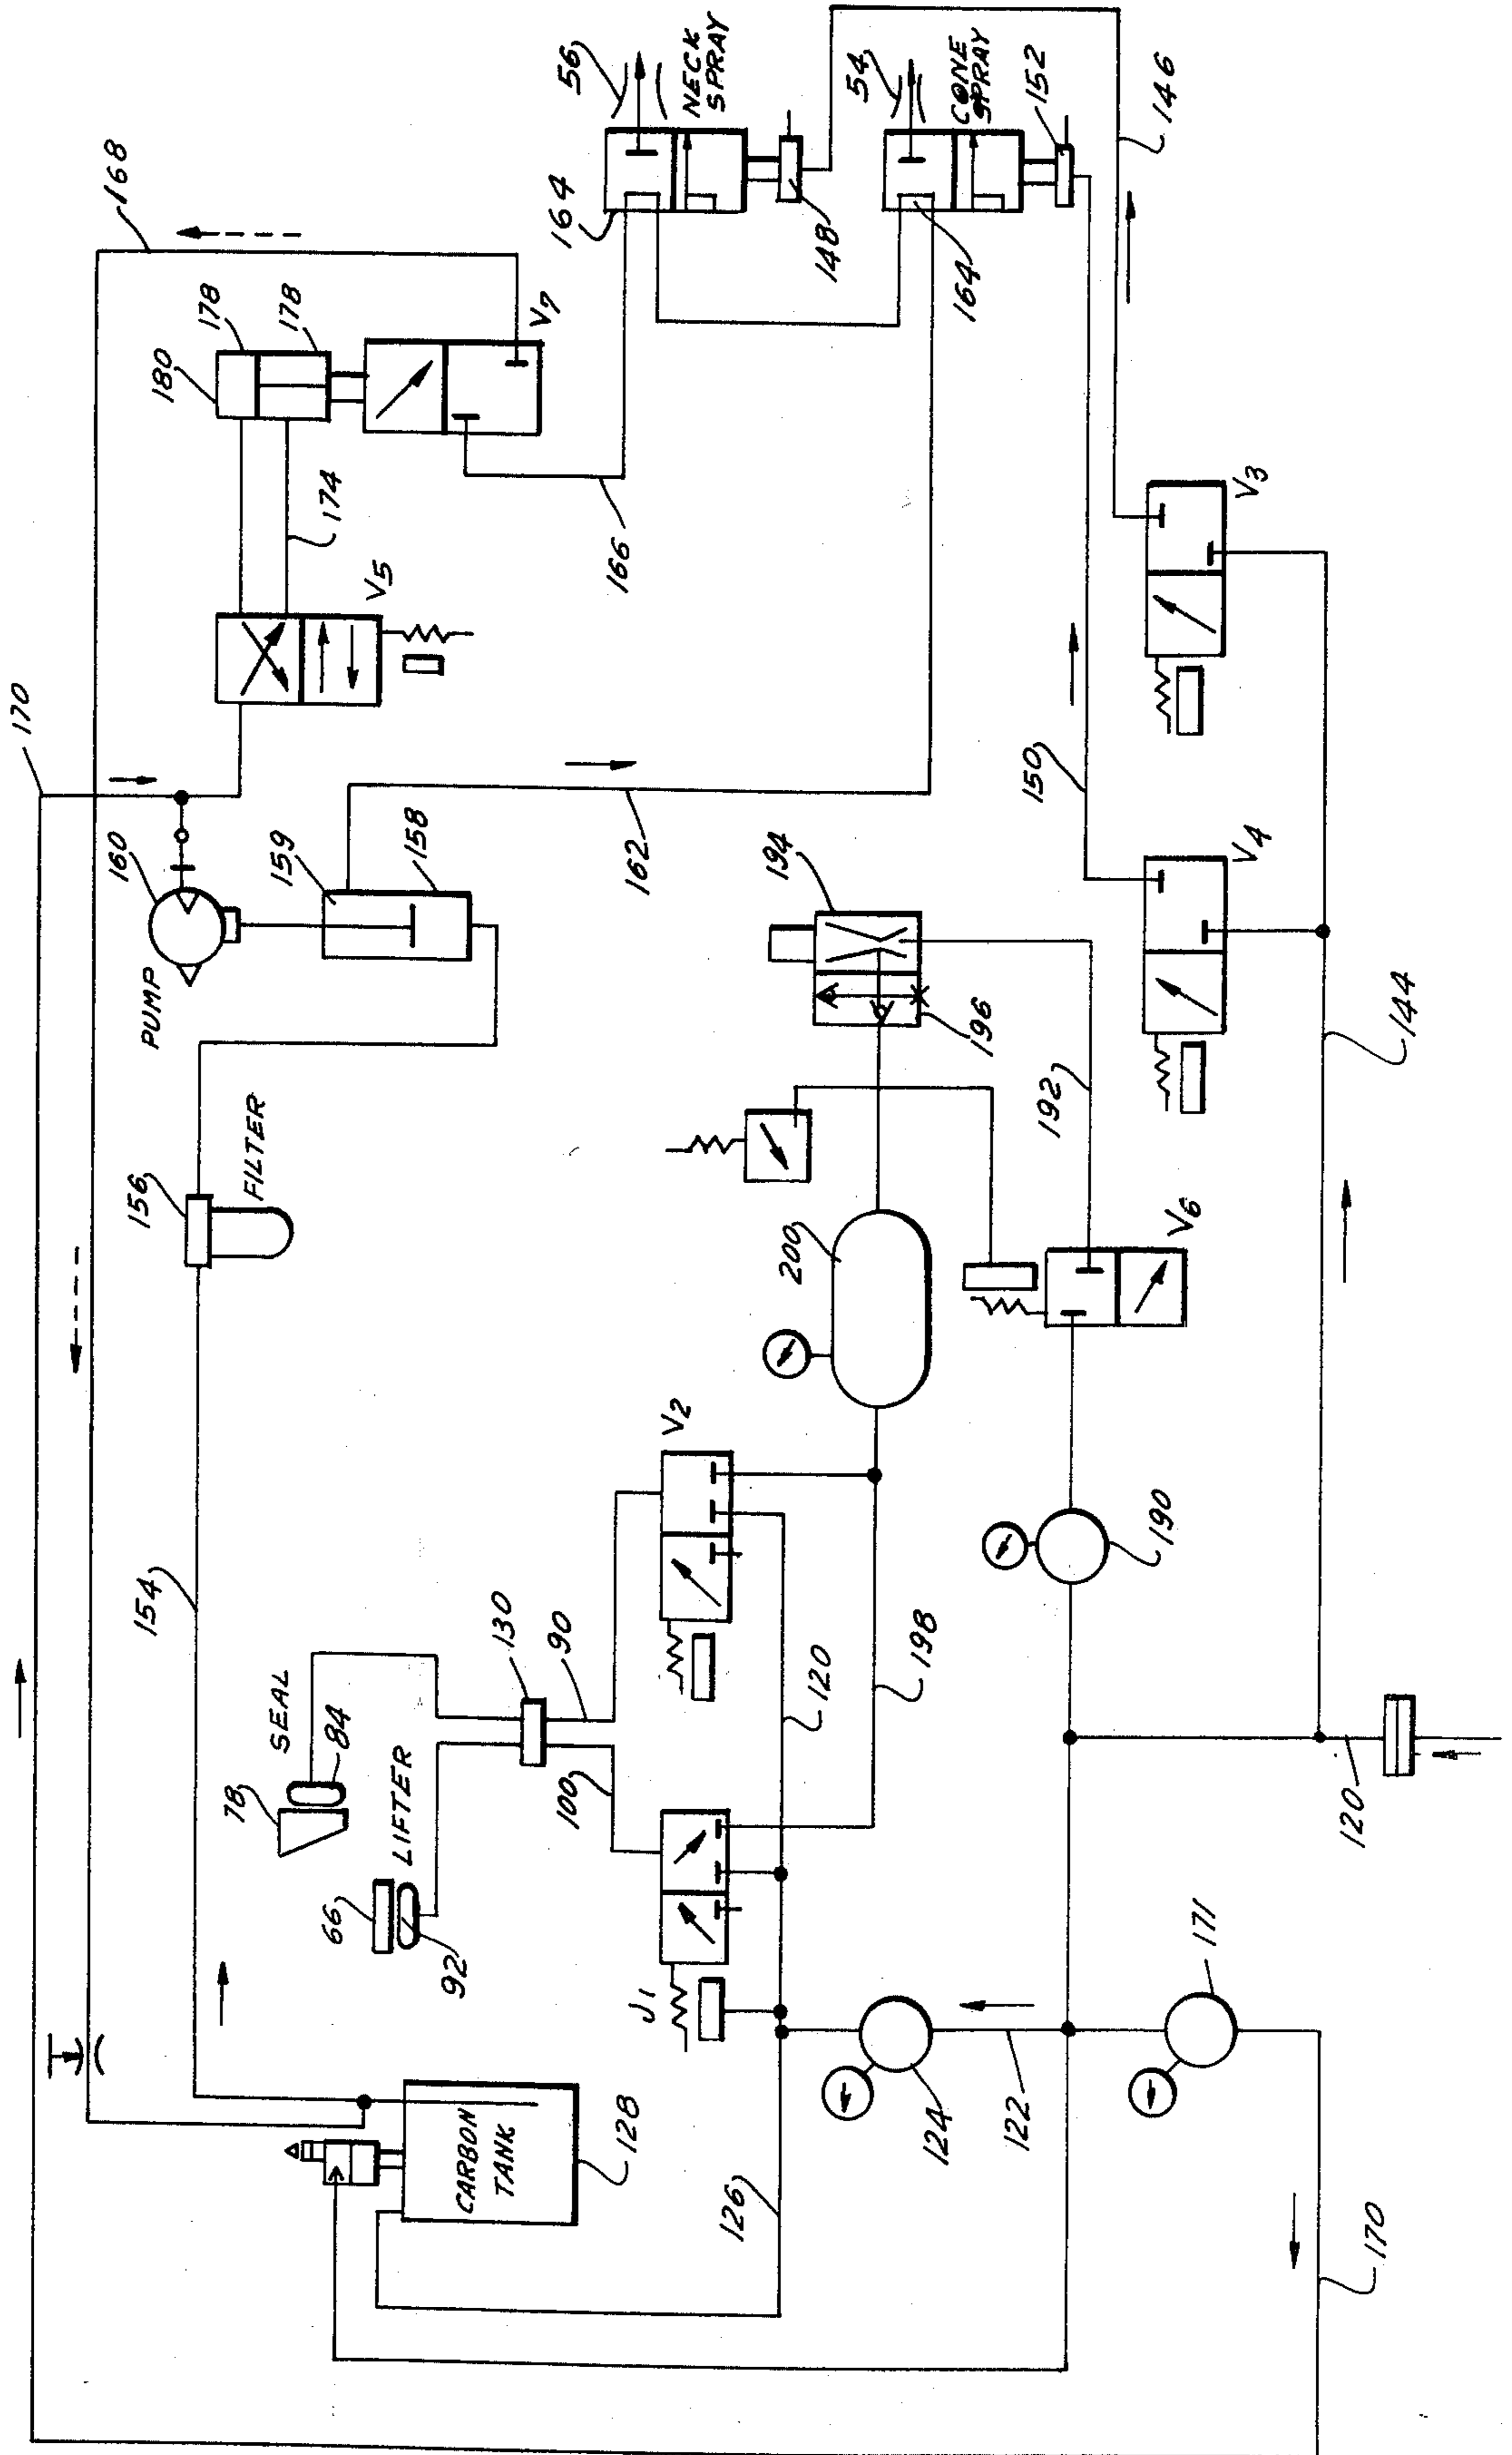 170
168
180
178
178
V7
174
V5
166
56
NECK
SPRAY
164
148
54
CONE
SPRAY
152
164
146
160
PUMP
159
158
162
156
FILTER
154
194
196
192
200
V6
150
V3
V4
144
V2
130
90
SEAL
84
78
LIFTER
66
92
100
J1
120
198
190
120
CARBON
TANK
128
126
124
122
171
170